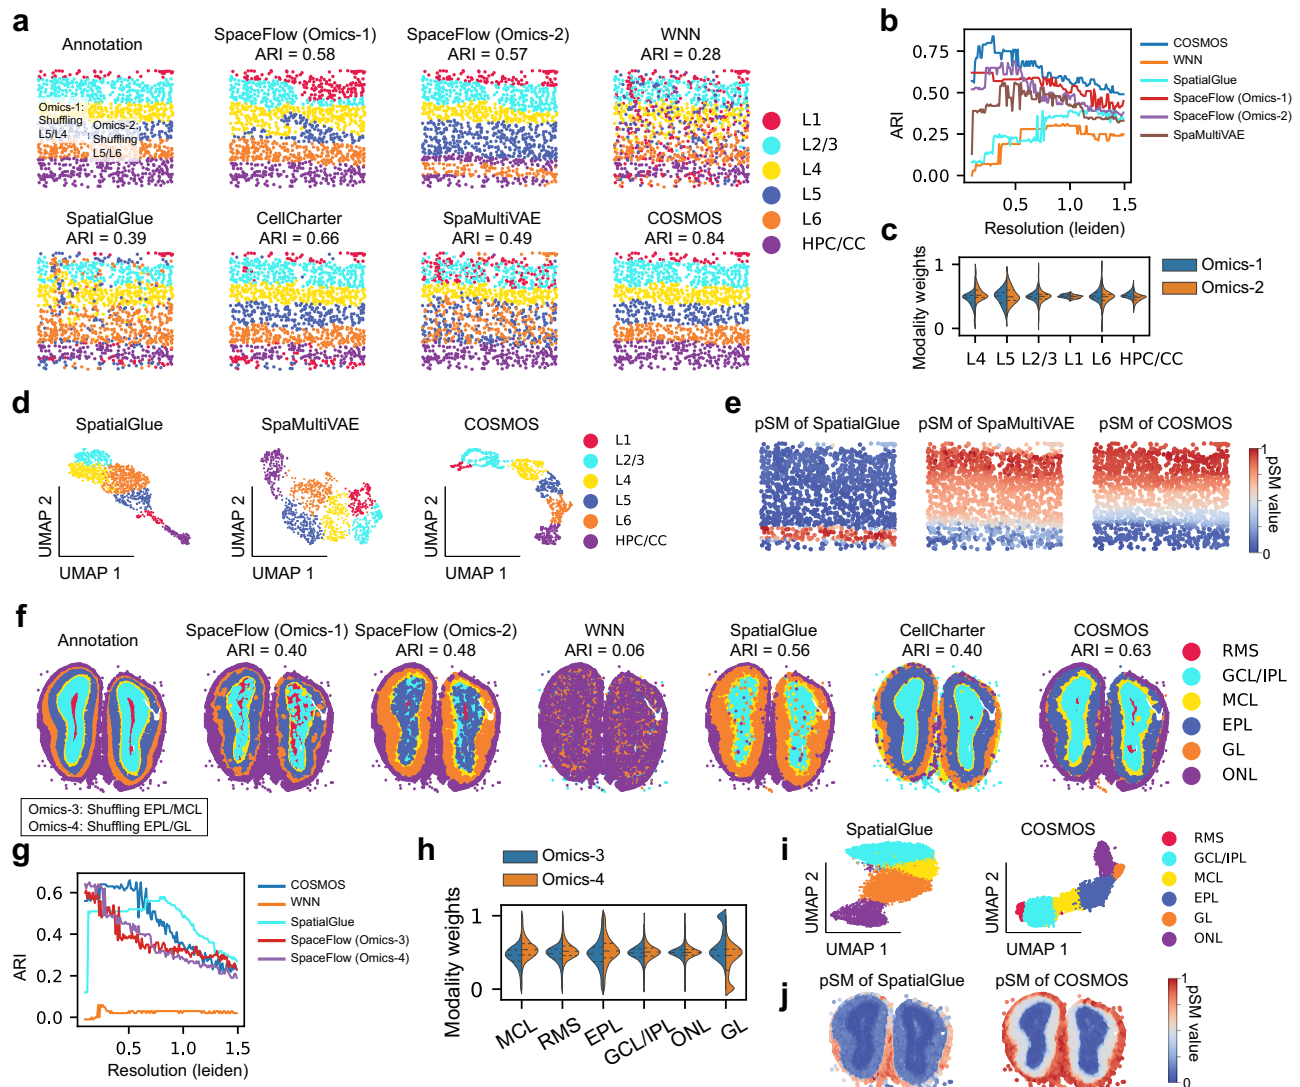 a
Annotation
SpaceFlow (Omics-1)
ARI = 0.58
SpaceFlow (Omics-2)
ARI = 0.57
WNN
ARI = 0.28
Omics-1:
Shuffling
L5/L4
Omics-2:
Shuffling
L5/L6
SpatialGlue
ARI = 0.39
CellCharter
ARI = 0.66
SpaMultiVAE
ARI = 0.49
COSMOS
ARI = 0.84
L1
L2/3
L4
L5
L6
HPC/CC
b
ARI
0.75
0.50
0.25
0.00
0.5
1.0
1.5
Resolution (leiden)
COSMOS
WNN
SpatialGlue
SpaceFlow (Omics-1)
SpaceFlow (Omics-2)
SpaMultiVAE
c
Modality weights
1
0
L4
L5
L2/3
L1
L6
HPC/CC
Omics-1
Omics-2
d
SpatialGlue
SpaMultiVAE
COSMOS
UMAP 2
UMAP 1
UMAP 2
UMAP 1
UMAP 2
UMAP 1
L1
L2/3
L4
L5
L6
HPC/CC
e
pSM of SpatialGlue
pSM of SpaMultiVAE
pSM of COSMOS
1
0
pSM value
f
Annotation
SpaceFlow (Omics-1)
ARI = 0.40
SpaceFlow (Omics-2)
ARI = 0.48
WNN
ARI = 0.06
SpatialGlue
ARI = 0.56
CellCharter
ARI = 0.40
COSMOS
ARI = 0.63
RMS
GCL/IPL
MCL
EPL
GL
ONL
Omics-3: Shuffling EPL/MCL
Omics-4: Shuffling EPL/GL
g
ARI
0.6
0.4
0.2
0.0
0.5
1.0
1.5
Resolution (leiden)
COSMOS
WNN
SpatialGlue
SpaceFlow (Omics-3)
SpaceFlow (Omics-4)
h
Omics-3
Omics-4
Modality weights
1
0
MCL
RMS
EPL
GCL/IPL
ONL
GL
i
SpatialGlue
COSMOS
UMAP 2
UMAP 1
UMAP 2
UMAP 1
RMS
GCL/IPL
MCL
EPL
GL
ONL
j
pSM of SpatialGlue
pSM of COSMOS
1
0
pSM value